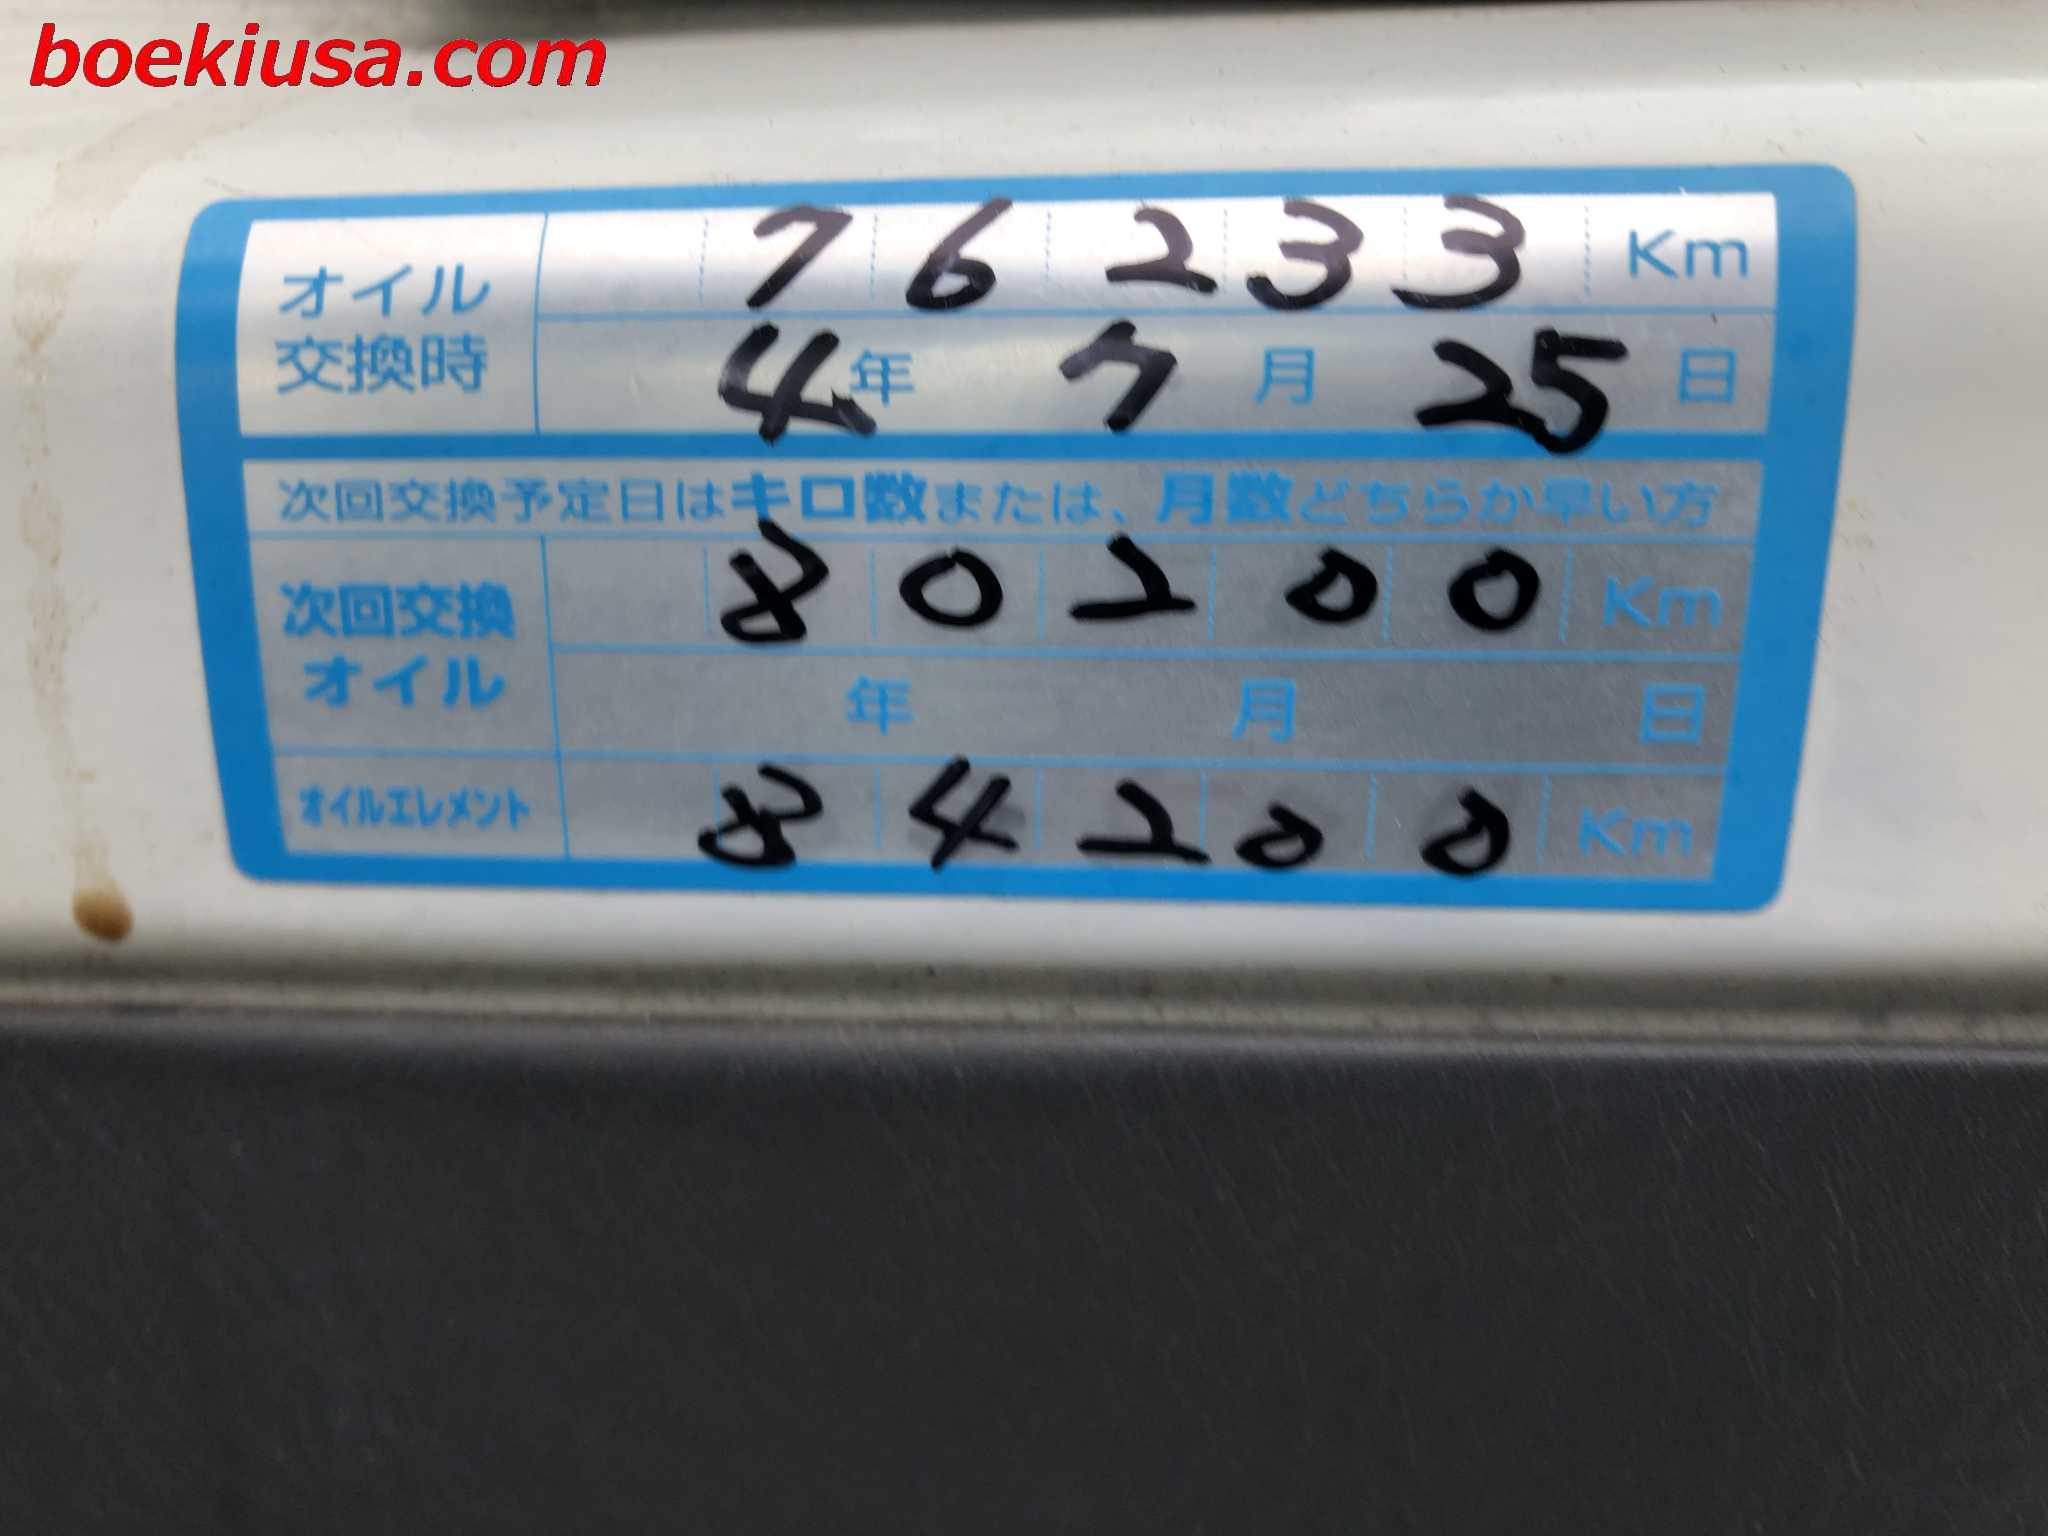 boekiusa.com
オイル交換時 76233 Km
4年 7月 25日
次回交換予定日はキロ数または、月数どちらか早い方
次回交換オイル 80200 Km
年 月 日
オイルエレメント 84200 Km